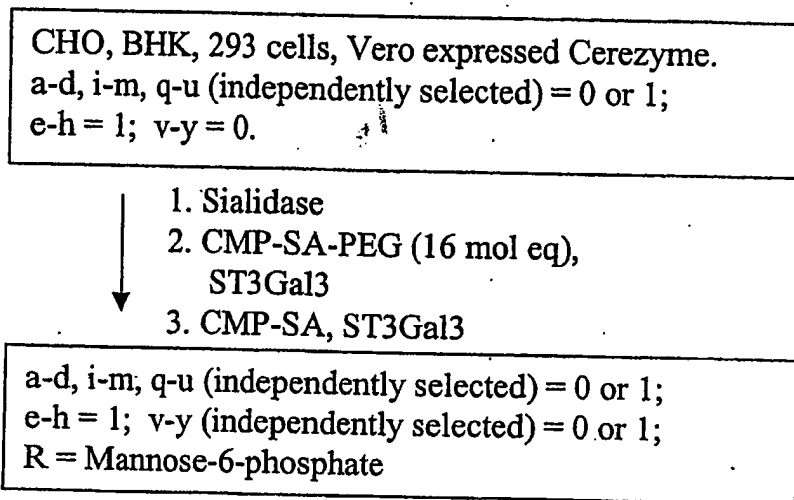 CHO, BHK, 293 cells, Vero expressed Cerezyme.
a-d, i-m, q-u (independently selected) = 0 or 1;
e-h = 1; v-y = 0.
1. Sialidase
2. CMP-SA-PEG (16 mol eq),
ST3Gal3
3. CMP-SA, ST3Gal3
a-d, i-m, q-u (independently selected) = 0 or 1;
e-h = 1; v-y (independently selected) = 0 or 1;
R = Mannose-6-phosphate